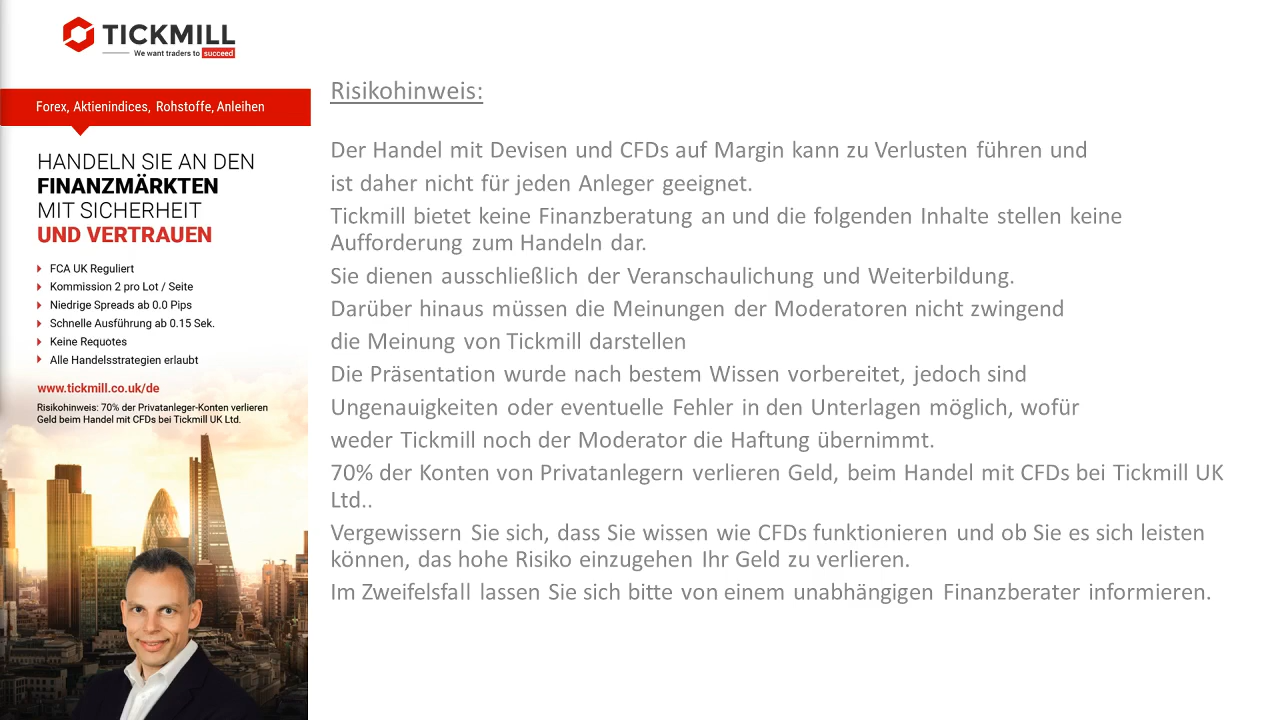 TICKMILL
We want traders to succeed
Forex, Aktienindices, Rohstoffe, Anleihen
HANDELN SIE AN DEN
FINANZMÄRKTEN
MIT SICHERHEIT
UND VERTRAUEN
FCA UK Reguliert
Kommission 2 pro Lot / Seite
Niedrige Spreads ab 0.0 Pips
Schnelle Ausführung ab 0.15 Sek.
Keine Requotes
Alle Handelsstrategien erlaubt
www.tickmill.co.uk/de
Risikohinweis: 70% der Privatanleger-Konten verlieren
Geld beim Handel mit CFDs bei Tickmill UK Ltd.
Risikohinweis:
Der Handel mit Devisen und CFDs auf Margin kann zu Verlusten führen und
ist daher nicht für jeden Anleger geeignet.
Tickmill bietet keine Finanzberatung an und die folgenden Inhalte stellen keine
Aufforderung zum Handeln dar.
Sie dienen ausschließlich der Veranschaulichung und Weiterbildung.
Darüber hinaus müssen die Meinungen der Moderatoren nicht zwingend
die Meinung von Tickmill darstellen
Die Präsentation wurde nach bestem Wissen vorbereitet, jedoch sind
Ungenauigkeiten oder eventuelle Fehler in den Unterlagen möglich, wofür
weder Tickmill noch der Moderator die Haftung übernimmt.
70% der Konten von Privatanlegern verlieren Geld, beim Handel mit CFDs bei Tickmill UK
Ltd..
Vergewissern Sie sich, dass Sie wissen wie CFDs funktionieren und ob Sie es sich leisten
können, das hohe Risiko einzugehen Ihr Geld zu verlieren.
Im Zweifelsfall lassen Sie sich bitte von einem unabhängigen Finanzberater informieren.